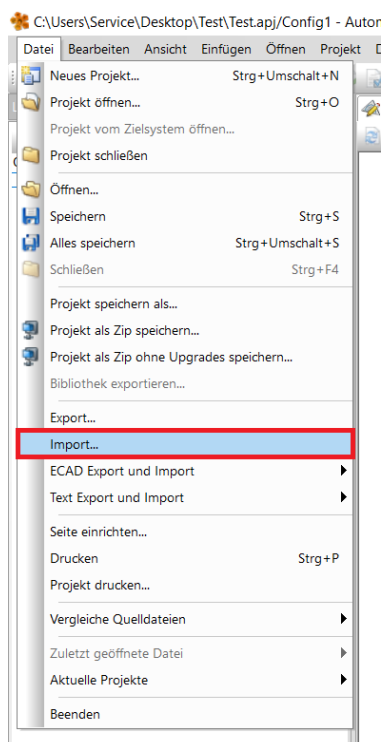 C:\Users\Service\Desktop\Test\Test.apj/Config1 - Autom
Datei Bearbeiten Ansicht Einfügen Öffnen Projekt D
Neues Projekt... Strg+Umschalt+N
Projekt öffnen... Strg+O
Projekt vom Zielsystem öffnen...
Projekt schließen
Öffnen...
Speichern Strg+S
Alles speichern Strg+Umschalt+S
Schließen Strg+F4
Projekt speichern als...
Projekt als Zip speichern...
Projekt als Zip ohne Upgrades speichern...
Bibliothek exportieren...
Export...
Import...
ECAD Export und Import
Text Export und Import
Seite einrichten...
Drucken Strg+P
Projekt drucken...
Vergleiche Quelldateien
Zuletzt geöffnete Datei
Aktuelle Projekte
Beenden